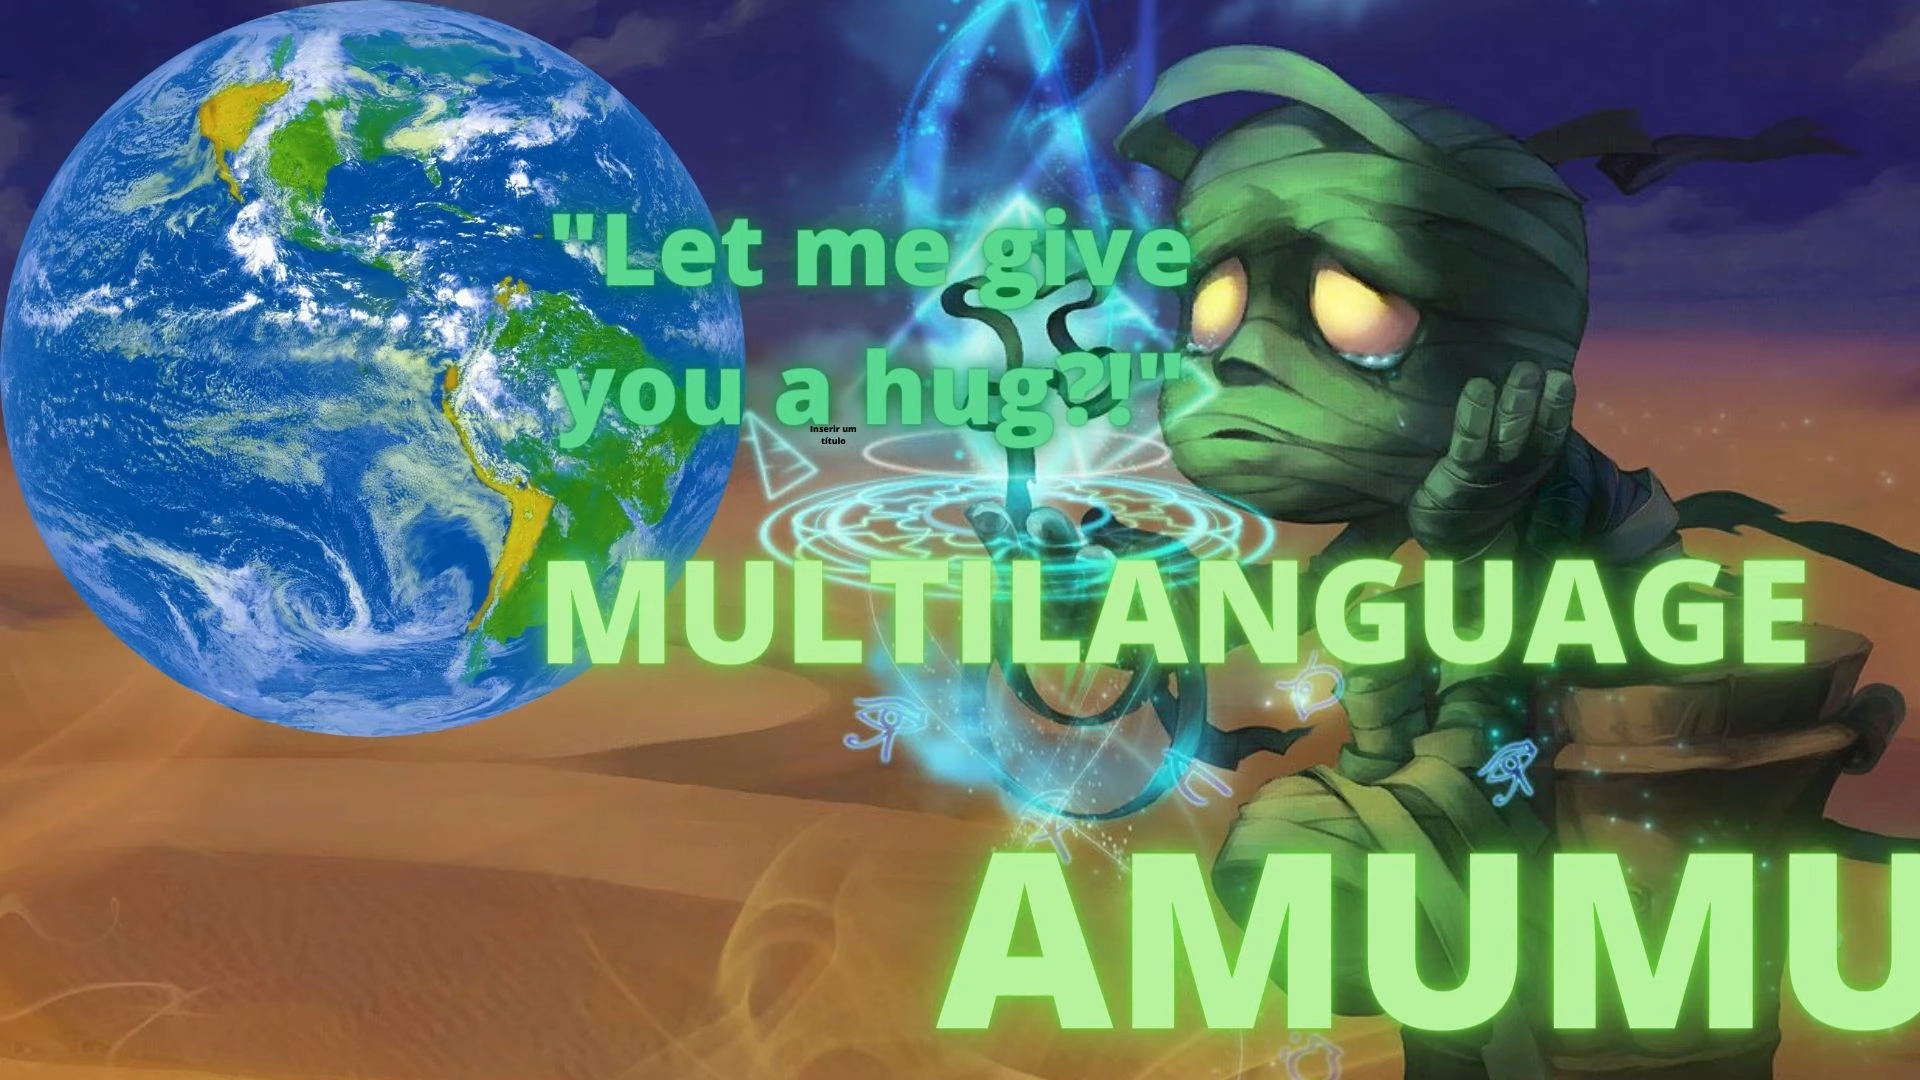 "Let me give
you a hug?!"
Inserir um
título
MULTILANGUAGE
AMUMU